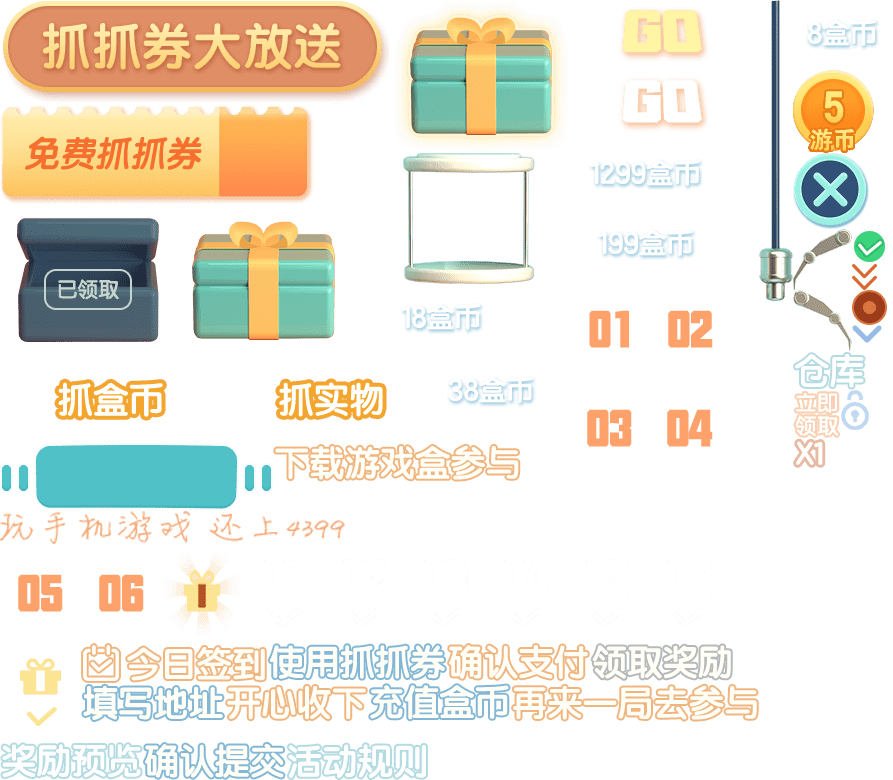 抓抓券大放送
GO
8盒币
GO
5
游币
免费抓抓券
1299盒币
199盒币
已领取
18盒币
01
02
抓盒币
抓实物
38盒币
仓库
立即
领取
X1
03
04
下载游戏盒参与
玩手机游戏 还上4399
05
06
今日签到
使用抓抓券
确认支付
领取奖励
填写地址
开心收下
充值盒币
再来一局
去参与
奖励预览
确认提交
活动规则